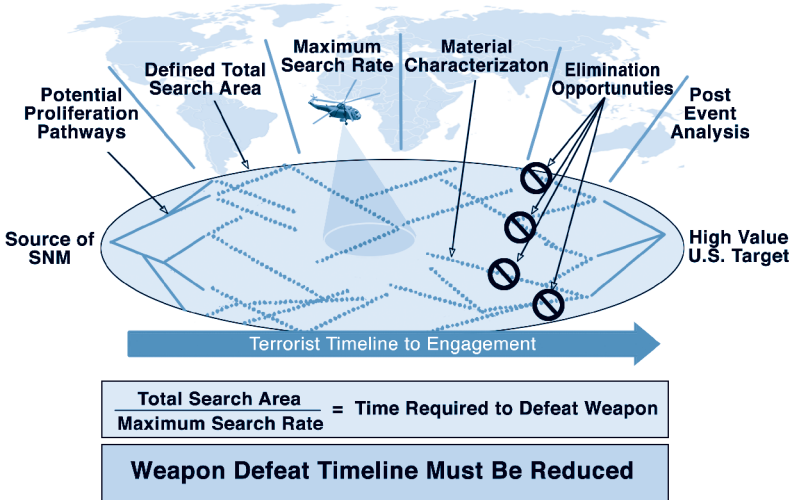 Maximum
Search Rate
Material
Characterizaton
Defined Total
Search Area
Elimination
Opportunuties
Potential
Proliferation
Pathways
Post
Event
Analysis
Source of
SNM
High Value
U.S. Target
Terrorist Timeline to Engagement
Total Search Area
Maximum Search Rate
= Time Required to Defeat Weapon
Weapon Defeat Timeline Must Be Reduced